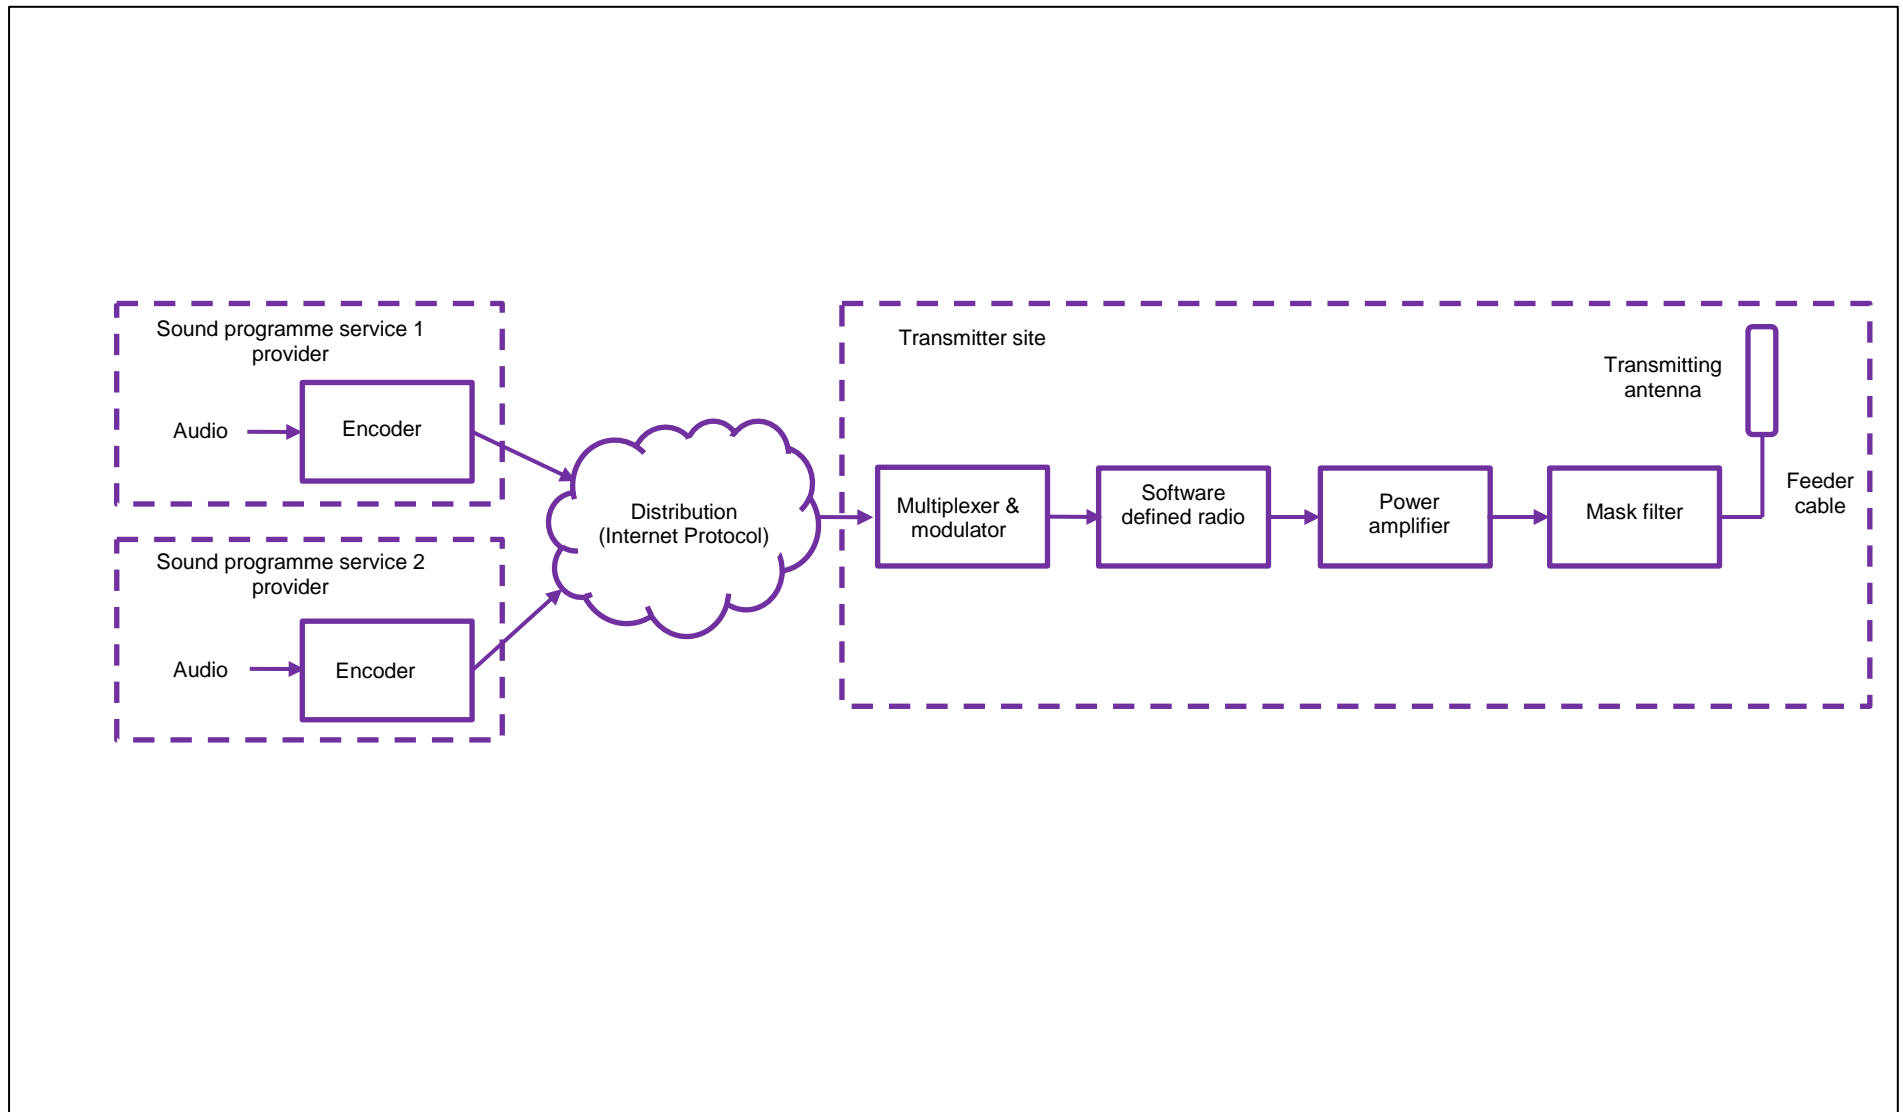 Sound programme service 1
provider
Audio
Encoder
Sound programme service 2
provider
Audio
Encoder
Distribution
(Internet Protocol)
Transmitter site
Multiplexer &
modulator
Software
defined radio
Power
amplifier
Mask filter
Transmitting
antenna
Feeder
cable